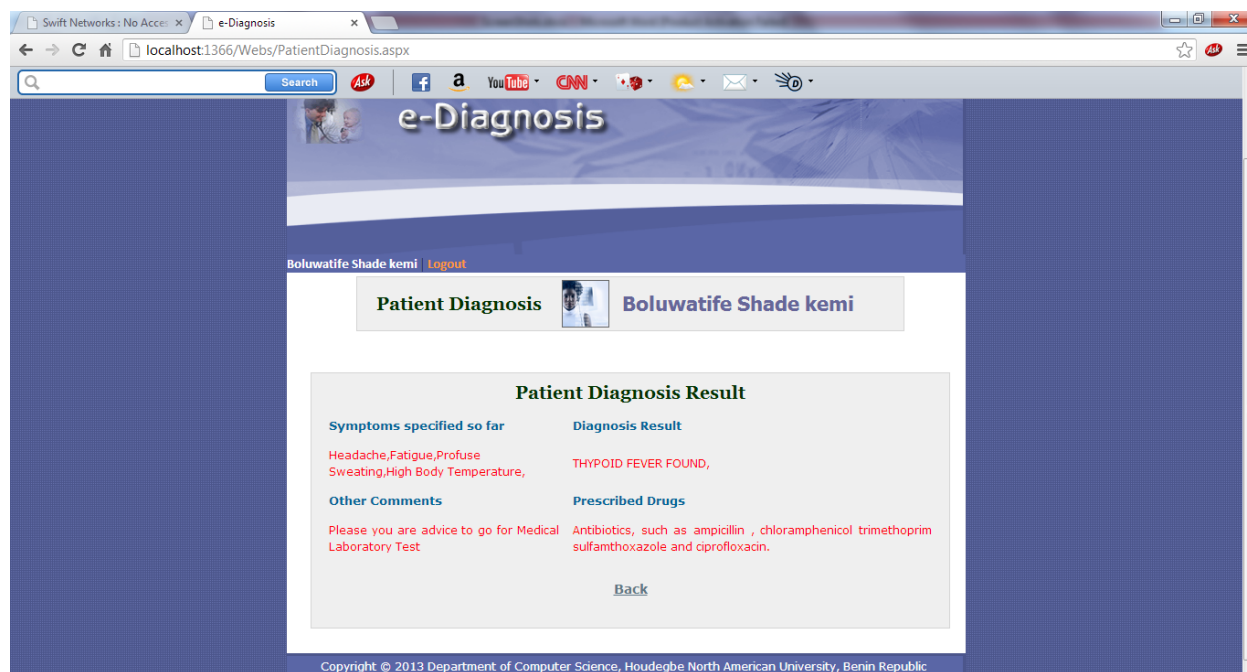 Swift Networks : No Acces
e-Diagnosis
localhost:1366/Webs/PatientDiagnosis.aspx
Search
Ask
a
You Tube
CNN
e-Diagnosis
Boluwatife Shade kemi | Logout
Patient Diagnosis
Boluwatife Shade kemi
Patient Diagnosis Result
Symptoms specified so far
Diagnosis Result
Headache,Fatigue,Profuse
Sweating,High Body Temperature,
THYPOID FEVER FOUND,
Other Comments
Prescribed Drugs
Please you are advice to go for Medical
Laboratory Test
Antibiotics, such as ampicillin , chloramphenicol trimethoprim
sulfamthoxazole and ciprofloxacin.
Back
Copyright © 2013 Department of Computer Science, Houdegbe North American University, Benin Republic